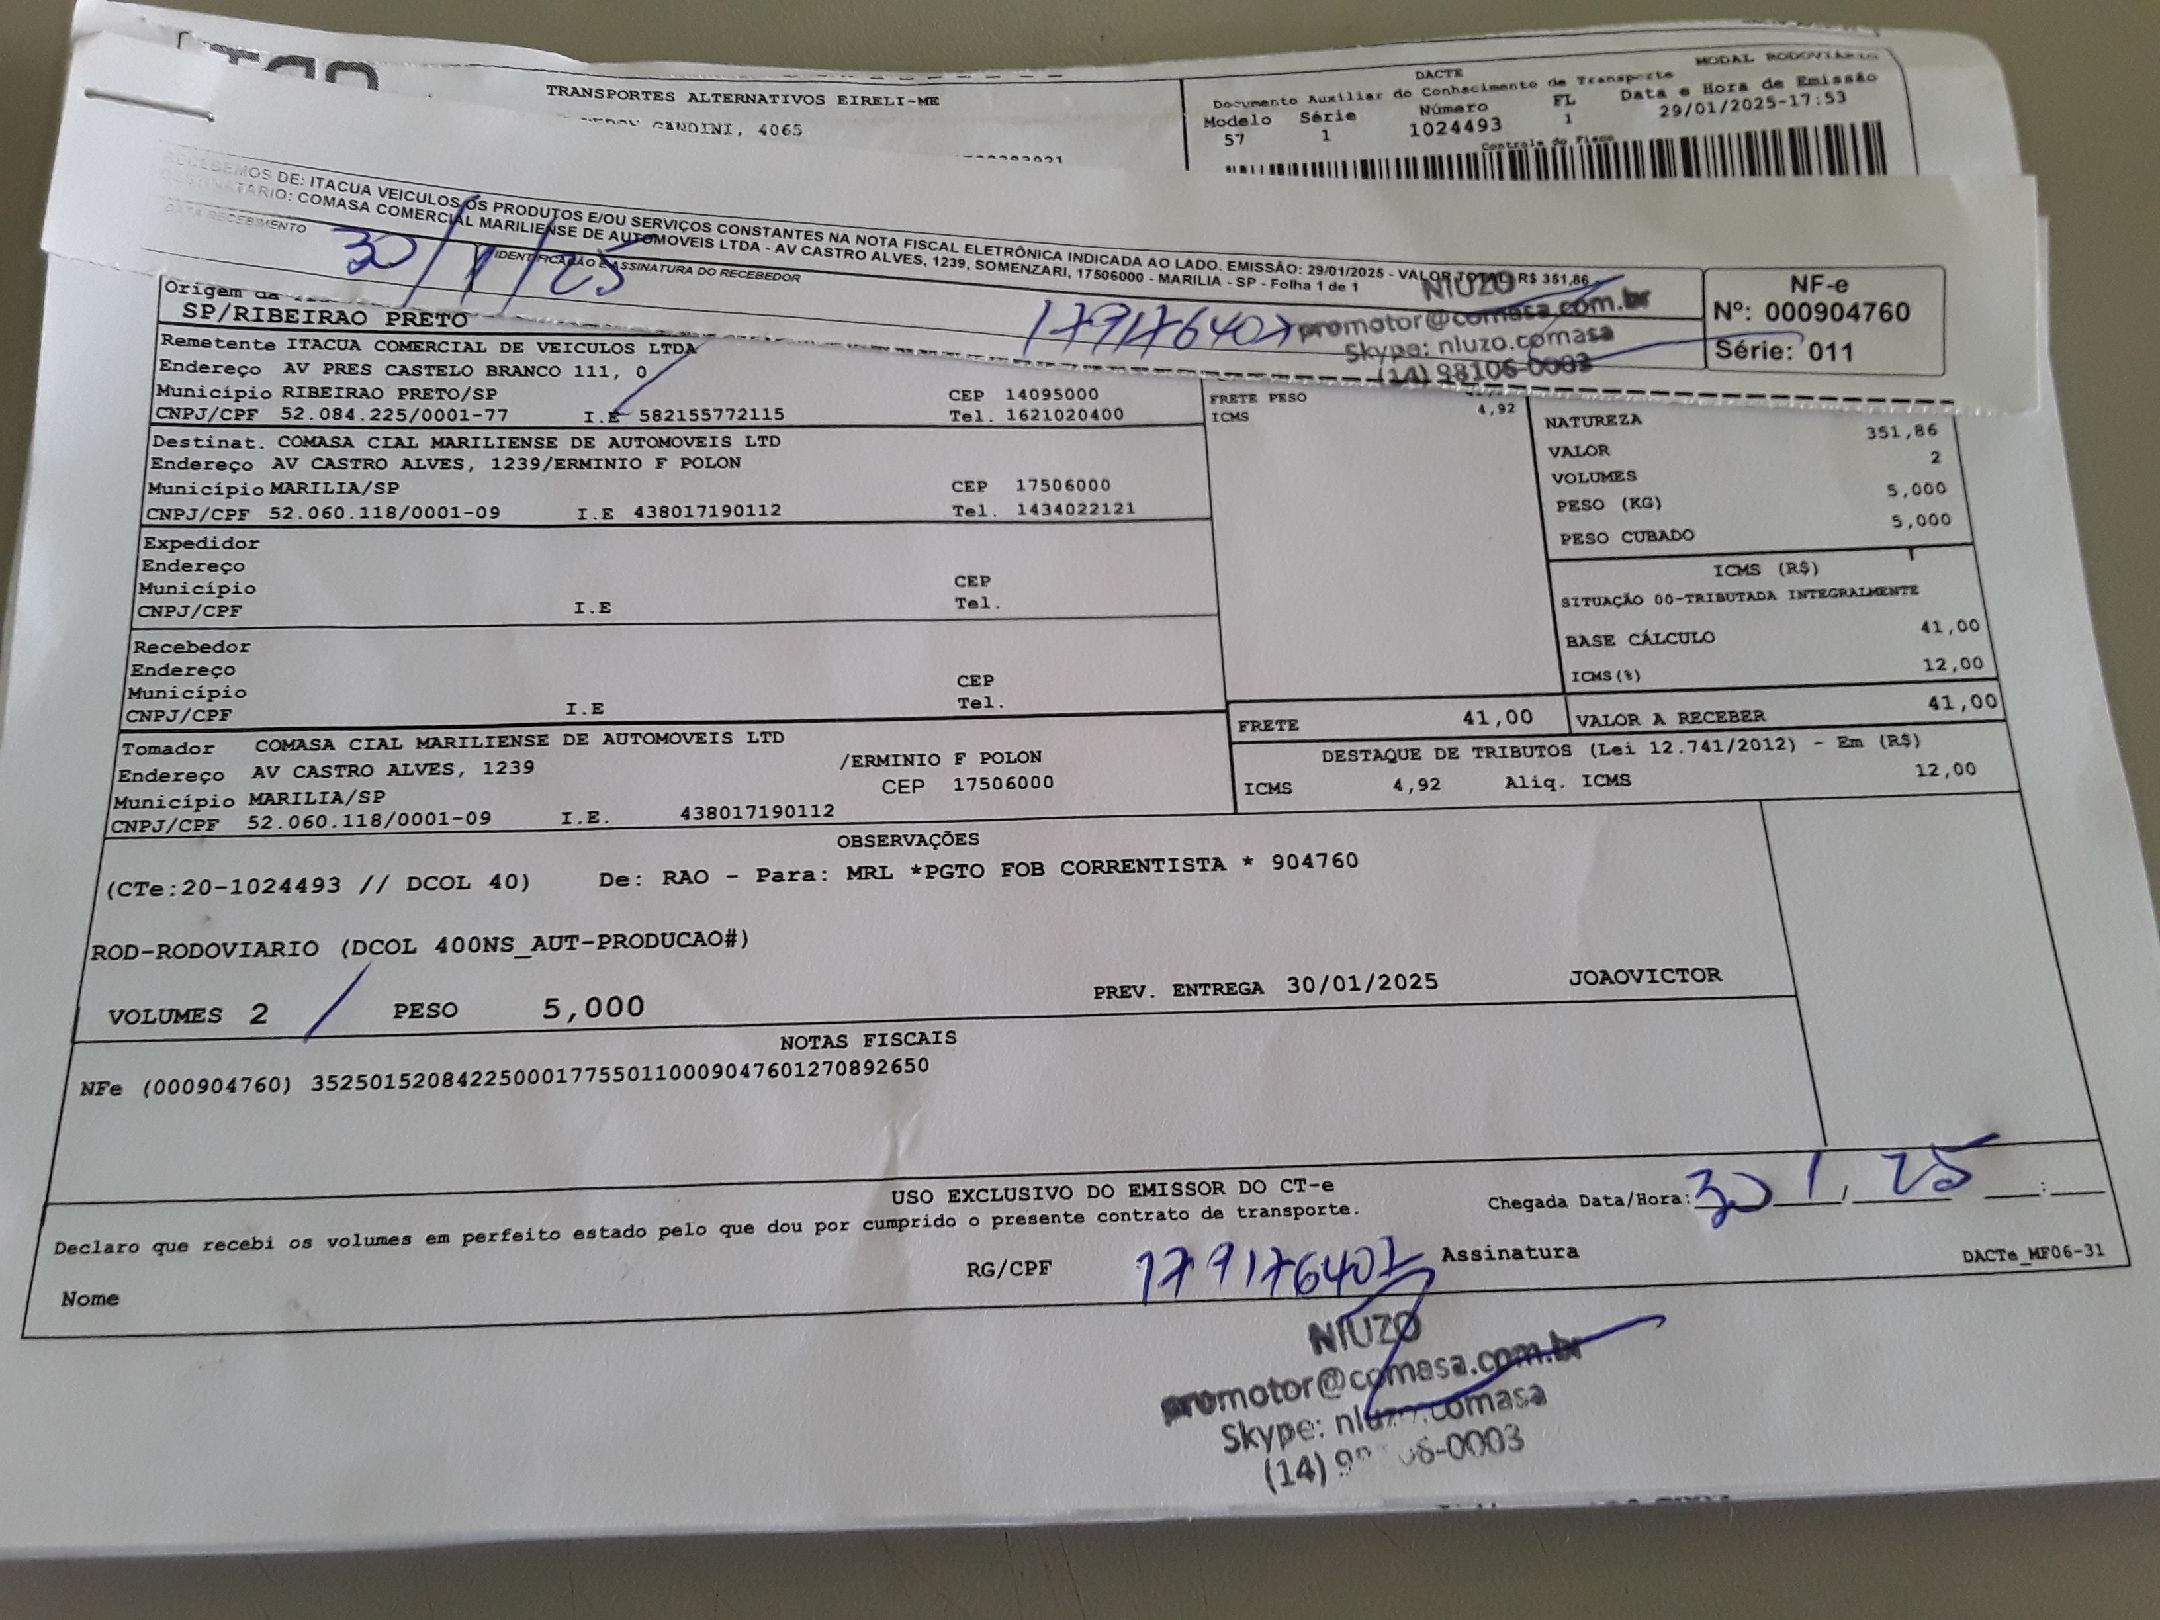 TRANSPORTES ALTERNATIVOS EIRELI-ME
GANDINI, 4065
MODAL RODOVIÁRIO
DACTE
Documento Auxiliar do Conhecimento de Transporte
Modelo Série Número FL Data e Hora de Emissão
57 1 1024493 1 29/01/2025-17:53
Controle do Fisco
RECEBEMOS DE: ITACUA VEICULOS OS PRODUTOS E/OU SERVIÇOS CONSTANTES NA NOTA FISCAL ELETRÔNICA INDICADA AO LADO. EMISSÃO: 29/01/2025 - VALOR TOTAL: R$ 351,86
DESTINATÁRIO: COMASA COMERCIAL MARILIENSE DE AUTOMOVEIS LTDA - AV CASTRO ALVES, 1239, SOMENZARI, 17506000 - MARILIA - SP - Folha 1 de 1
DATA RECEBIMENTO
30/1/25
IDENTIFICAÇÃO E ASSINATURA DO RECEBEDOR
179176407
NIUZO
promotor@comasa.com.br
Skype: niuzo.comasa
(14) 98106-0003
NF-e
Nº: 000904760
Série: 011
Origem da
SP/RIBEIRAO PRETO
Remetente ITACUA COMERCIAL DE VEICULOS LTDA
Endereço AV PRES CASTELO BRANCO 111, 0
Município RIBEIRAO PRETO/SP CEP 14095000
CNPJ/CPF 52.084.225/0001-77 I.E 582155772115 Tel. 1621020400
Destinat. COMASA CIAL MARILIENSE DE AUTOMOVEIS LTD
Endereço AV CASTRO ALVES, 1239/ERMINIO F POLON
Município MARILIA/SP CEP 17506000
CNPJ/CPF 52.060.118/0001-09 I.E 438017190112 Tel. 1434022121
Expedidor
Endereço
Município CEP
CNPJ/CPF I.E Tel.
Recebedor
Endereço
Município CEP
CNPJ/CPF I.E Tel.
Tomador COMASA CIAL MARILIENSE DE AUTOMOVEIS LTD
Endereço AV CASTRO ALVES, 1239 /ERMINIO F POLON
Município MARILIA/SP CEP 17506000
CNPJ/CPF 52.060.118/0001-09 I.E. 438017190112
FRETE PESO
ICMS 4,92
NATUREZA
VALOR 351,86
VOLUMES 2
PESO (KG) 5,000
PESO CUBADO 5,000
ICMS (R$)
SITUAÇÃO 00-TRIBUTADA INTEGRALMENTE
BASE CÁLCULO 41,00
ICMS(%) 12,00
FRETE 41,00 VALOR A RECEBER 41,00
DESTAQUE DE TRIBUTOS (Lei 12.741/2012) - Em (R$)
ICMS 4,92 Aliq. ICMS 12,00
OBSERVAÇÕES
(CTe:20-1024493 // DCOL 40) De: RAO - Para: MRL *PGTO FOB CORRENTISTA * 904760
ROD-RODOVIARIO (DCOL 400NS_AUT-PRODUCAO#)
VOLUMES 2 PESO 5,000 PREV. ENTREGA 30/01/2025 JOAOVICTOR
NOTAS FISCAIS
NFe (000904760) 35250152084225000177550110009047601270892650
USO EXCLUSIVO DO EMISSOR DO CT-e
Declaro que recebi os volumes em perfeito estado pelo que dou por cumprido o presente contrato de transporte.
Chegada Data/Hora: 30 1 / 25 :
Nome RG/CPF 179176407 Assinatura
DACTe_MF06-31
NIUZO
promotor@comasa.com.br
Skype: niuzo.comasa
(14) 98106-0003